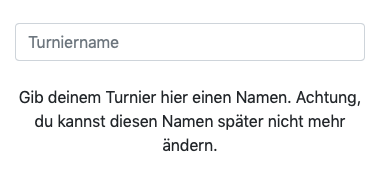 Turniername
Gib deinem Turnier hier einen Namen. Achtung,
du kannst diesen Namen später nicht mehr
ändern.